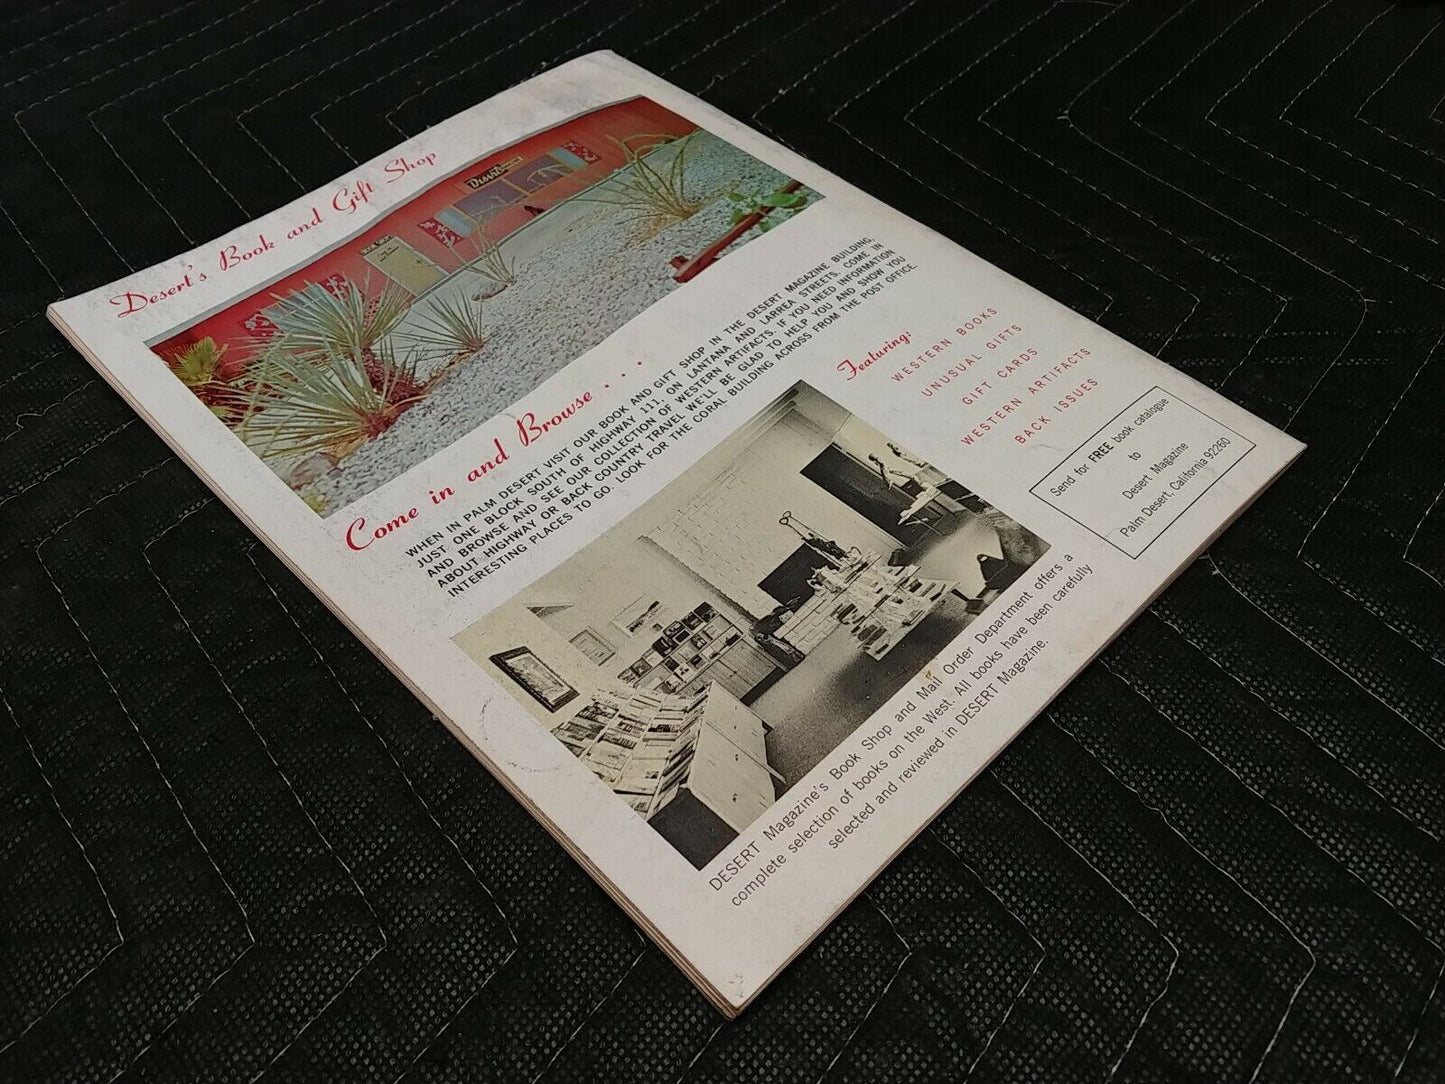 Desert's Book and Gift Shop
Desert
Come in and Browse . . .
WHEN IN PALM DESERT VISIT OUR BOOK AND GIFT SHOP IN THE DESERT MAGAZINE BUILDING,
JUST ONE BLOCK SOUTH OF HIGHWAY 111, ON LANTANA AND LARREA STREETS. COME IN
AND BROWSE AND SEE OUR COLLECTION OF WESTERN ARTIFACTS. IF YOU NEED INFORMATION
ABOUT HIGHWAY OR BACK COUNTRY TRAVEL WE'LL BE GLAD TO HELP YOU AND SHOW YOU
INTERESTING PLACES TO GO. LOOK FOR THE CORAL BUILDING ACROSS FROM THE POST OFFICE
Featuring:
WESTERN BOOKS
UNUSUAL GIFTS
GIFT CARDS
WESTERN ARTIFACTS
BACK ISSUES
Send for FREE book catalogue
to
Desert Magazine
Palm Desert, California 92260
DESERT Magazine's Book Shop and Mail Order Department offers a
complete selection of books on the West. All books have been carefully
selected and reviewed in DESERT Magazine.